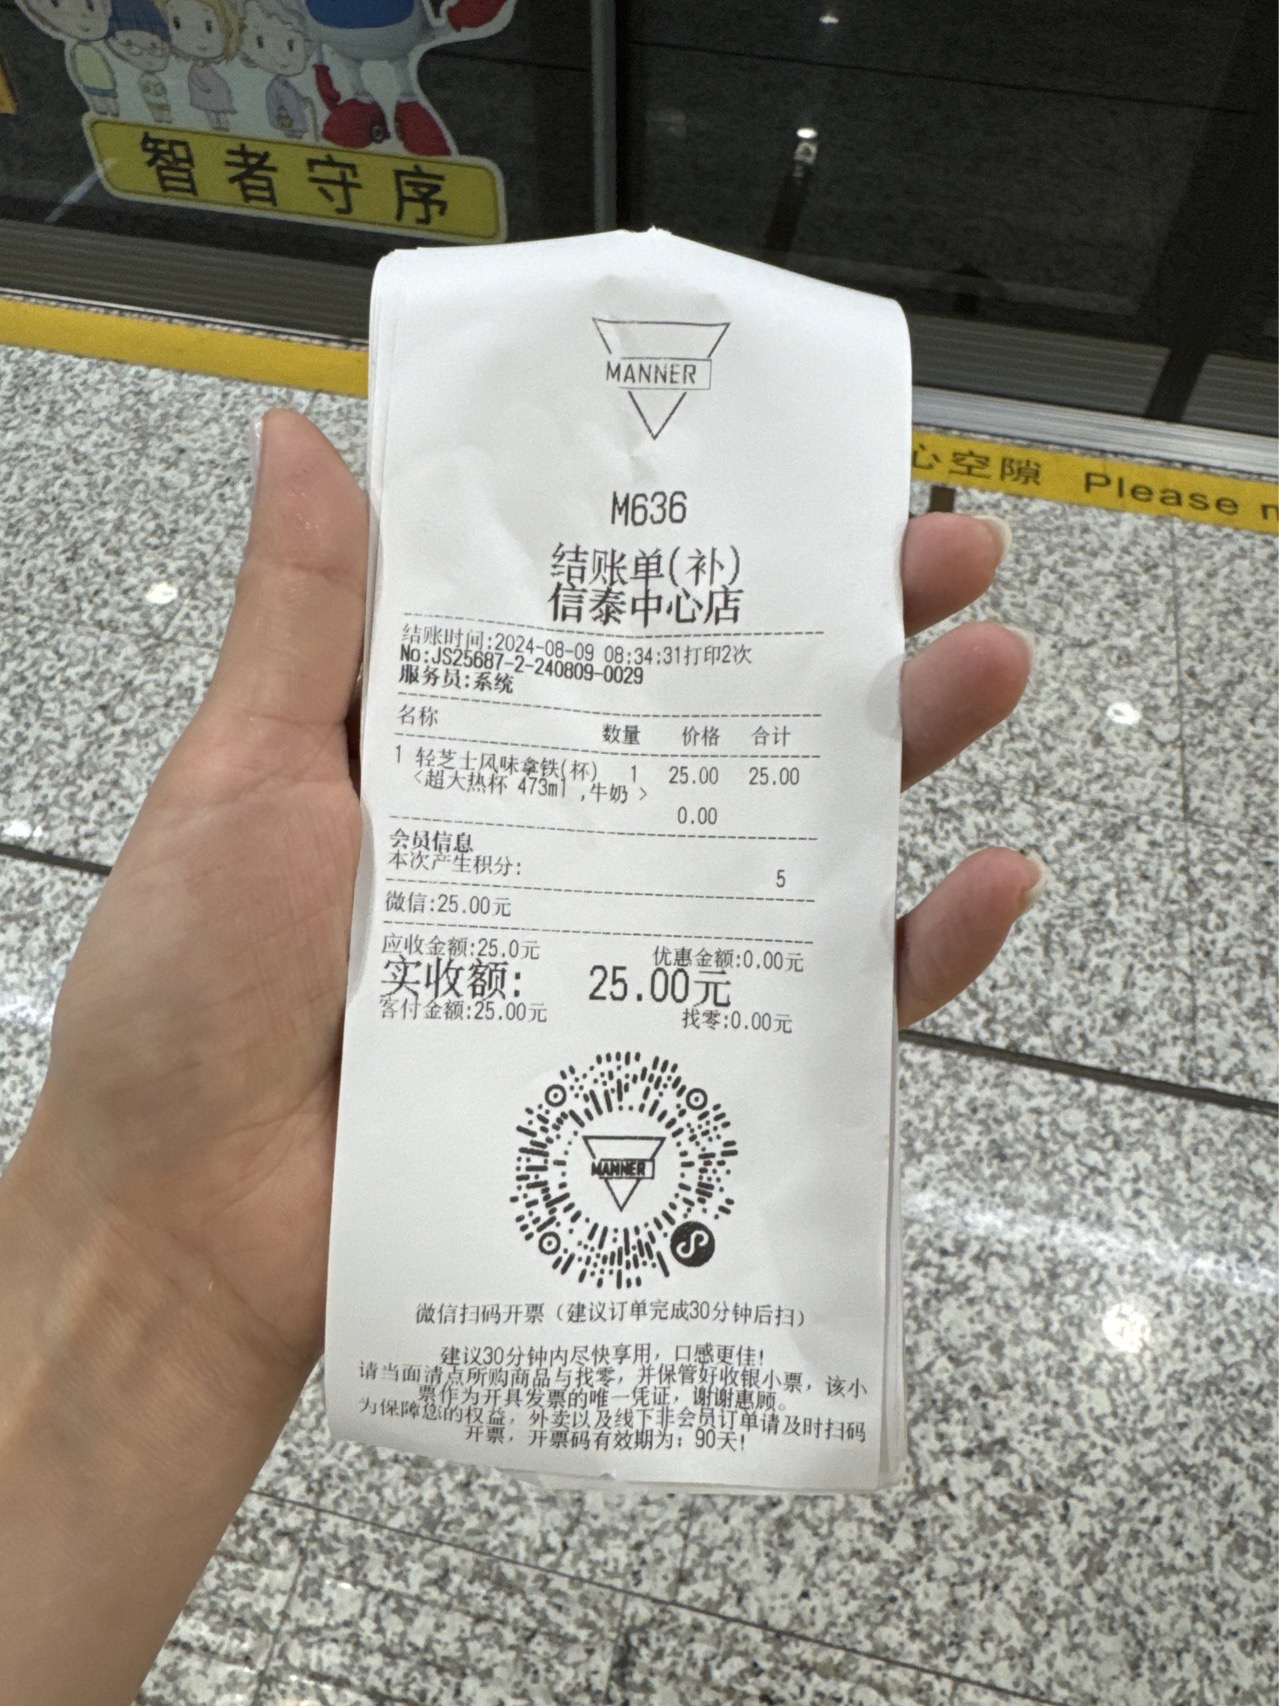 智者守序
心空隙 Please
MANNER
M636
结账单(补)
信泰中心店
结账时间:2024-08-09 08:34:31打印2次
No:JS25687-2-240809-0029
服务员:系统
名称 数量 价格 合计
1 轻芝士风味拿铁(杯) 1 25.00 25.00
<超大热杯 473ml ,牛奶 >
0.00
会员信息
本次产生积分: 5
微信:25.00元
应收金额:25.0元 优惠金额:0.00元
实收额: 25.00元
客付金额:25.00元 找零:0.00元
MANNER
微信扫码开票（建议订单完成30分钟后扫）
建议30分钟内尽快享用，口感更佳!
请当面清点所购商品与找零，并保管好收银小票，该小
票作为开具发票的唯一凭证，谢谢惠顾。
为保障您的权益，外卖以及线下非会员订单请及时扫码
开票，开票码有效期为：90天!